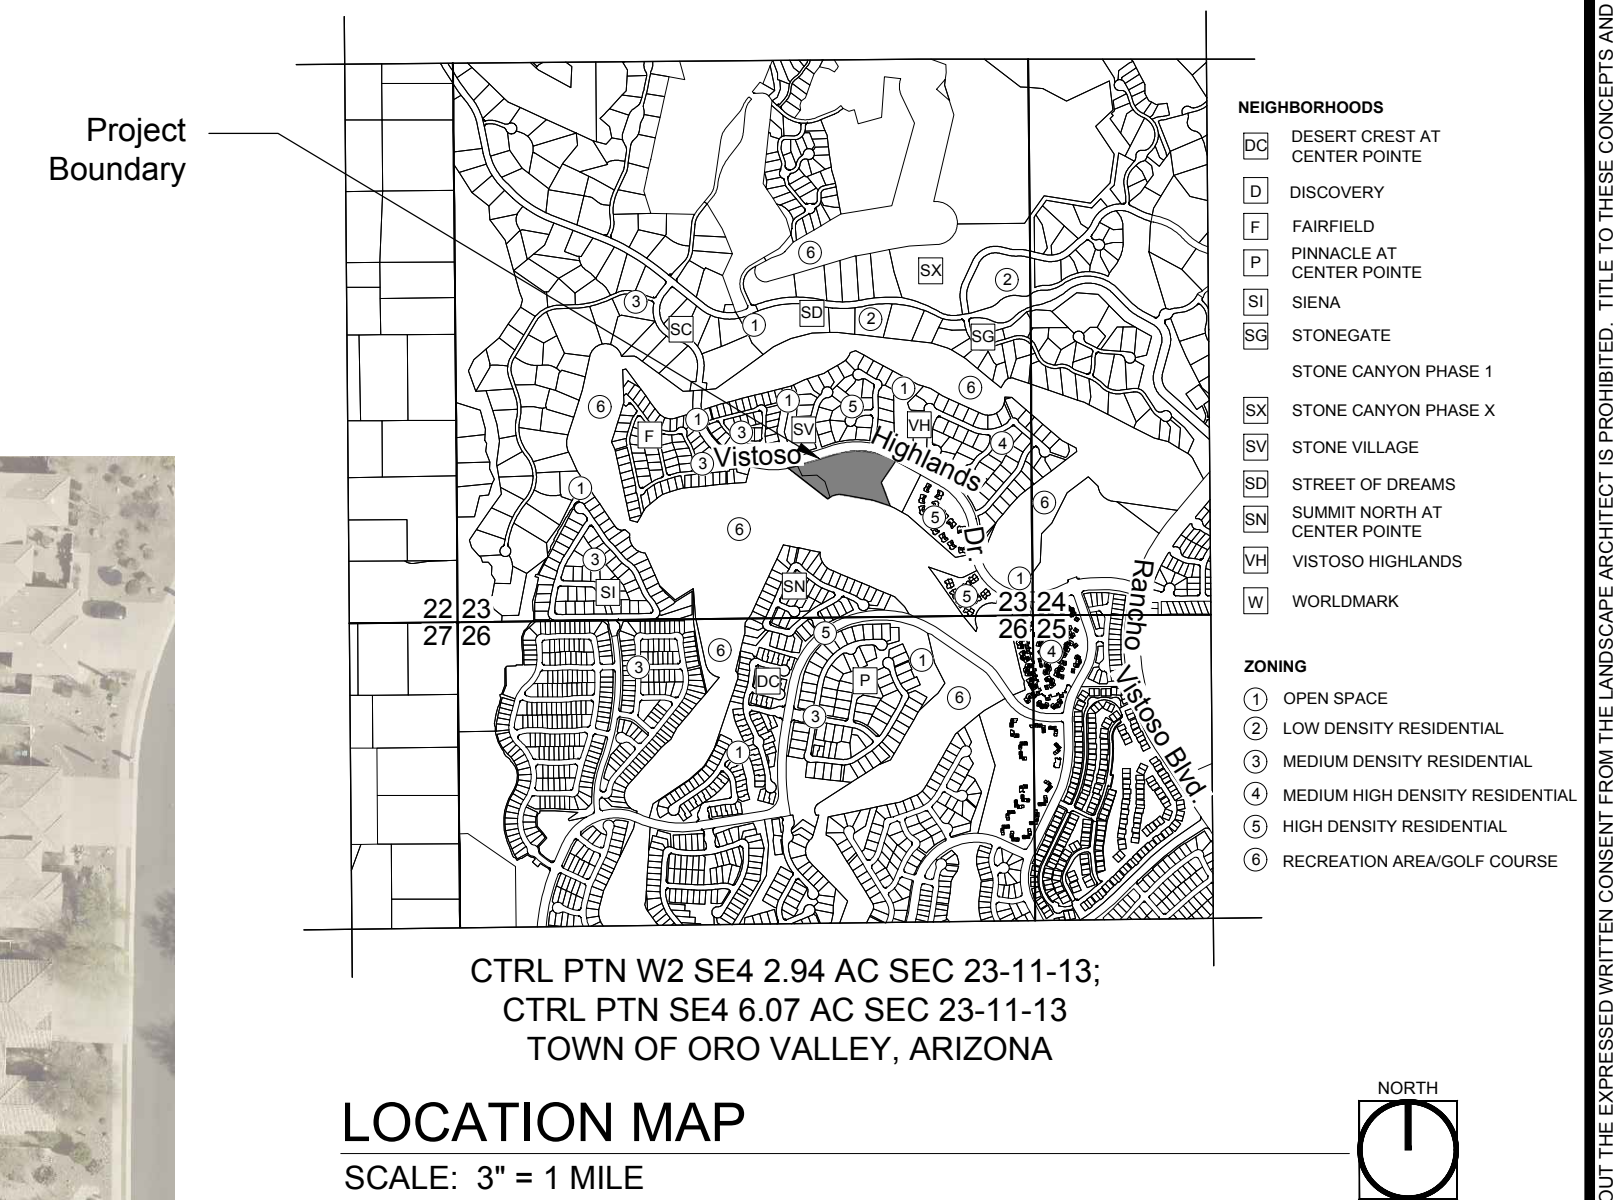 Project
Boundary
6
SX
2
3
SC
1
SD
2
SG
6
1
1
5
6
1
F
3
SV
VH
4
3
Vistoso
Highlands
1
6
6
5
Dr.
3
SI
SN
5
1
Rancho Vistoso Blvd.
22 23
27 26
23 24
26 25
5
3
6
DC
P
1
6
4
3
1
NEIGHBORHOODS
DC DESERT CREST AT
CENTER POINTE
D DISCOVERY
F FAIRFIELD
P PINNACLE AT
CENTER POINTE
SI SIENA
SG STONEGATE
STONE CANYON PHASE 1
SX STONE CANYON PHASE X
SV STONE VILLAGE
SD STREET OF DREAMS
SN SUMMIT NORTH AT
CENTER POINTE
VH VISTOSO HIGHLANDS
W WORLDMARK
ZONING
1 OPEN SPACE
2 LOW DENSITY RESIDENTIAL
3 MEDIUM DENSITY RESIDENTIAL
4 MEDIUM HIGH DENSITY RESIDENTIAL
5 HIGH DENSITY RESIDENTIAL
6 RECREATION AREA/GOLF COURSE
CTRL PTN W2 SE4 2.94 AC SEC 23-11-13;
CTRL PTN SE4 6.07 AC SEC 23-11-13
TOWN OF ORO VALLEY, ARIZONA
LOCATION MAP
SCALE: 3" = 1 MILE
NORTH
OUT THE EXPRESSED WRITTEN CONSENT FROM THE LANDSCAPE ARCHITECT IS PROHIBITED. TITLE TO THESE CONCEPTS AND